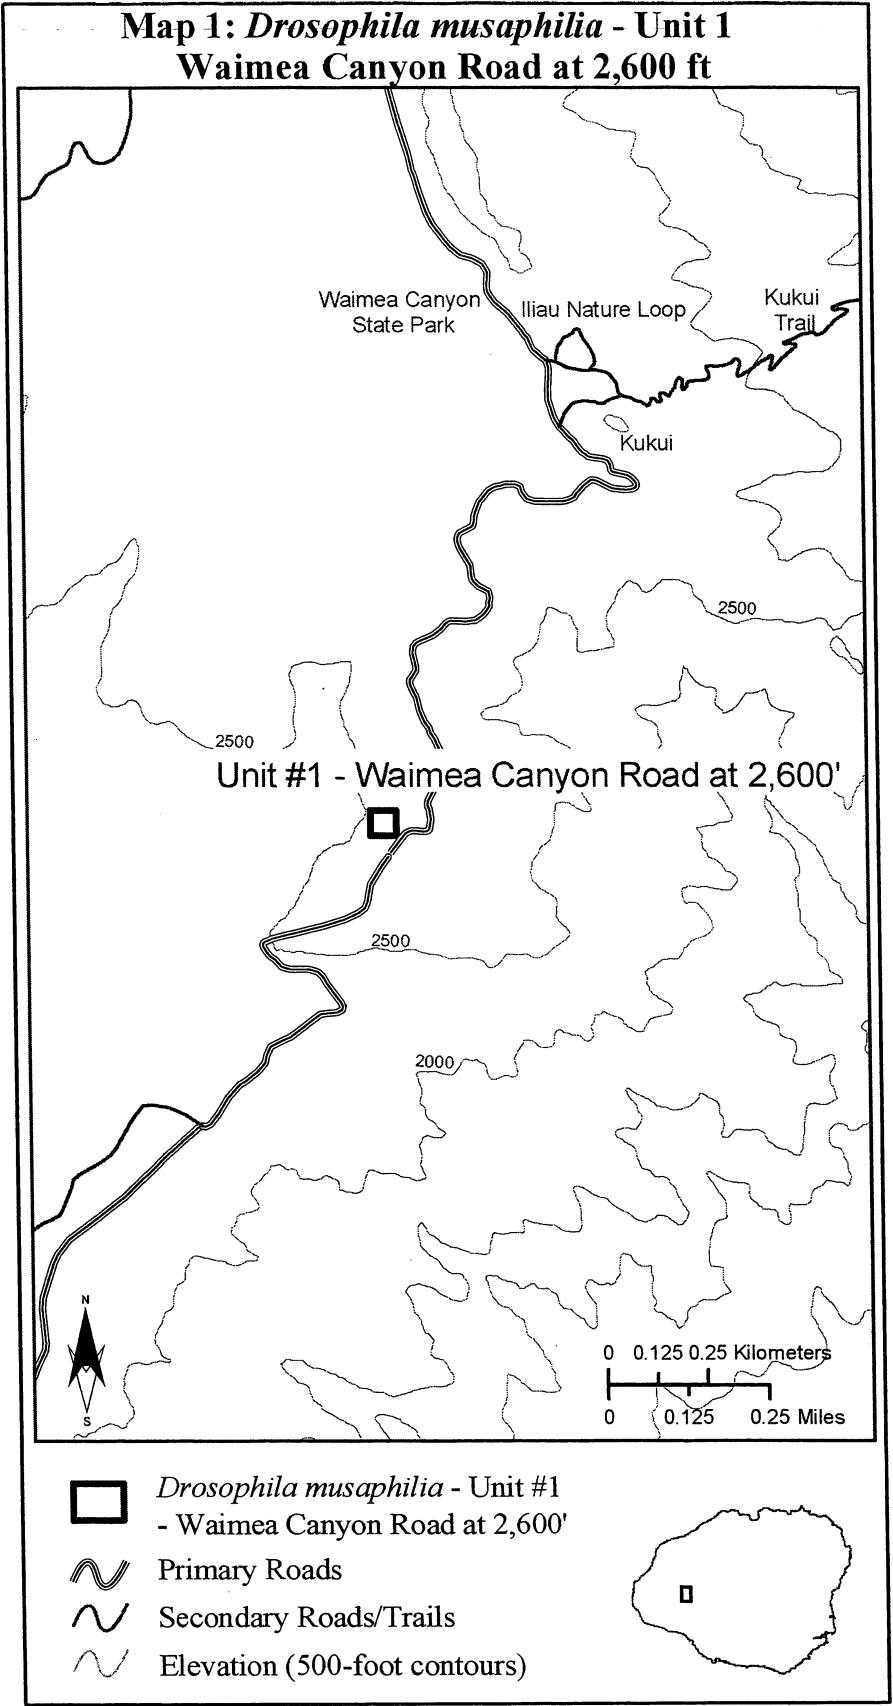 Map 1: Drosophila musaphilia - Unit 1
Waimea Canyon Road at 2,600 ft
Waimea Canyon
State Park
Iliau Nature Loop
Kukui
Trail
Kukui
2500
2500
Unit #1 - Waimea Canyon Road at 2,600'
2500
2000
N
S
0 0.125 0.25 Kilometers
0 0.125 0.25 Miles
Drosophila musaphilia - Unit #1
- Waimea Canyon Road at 2,600'
Primary Roads
Secondary Roads/Trails
Elevation (500-foot contours)